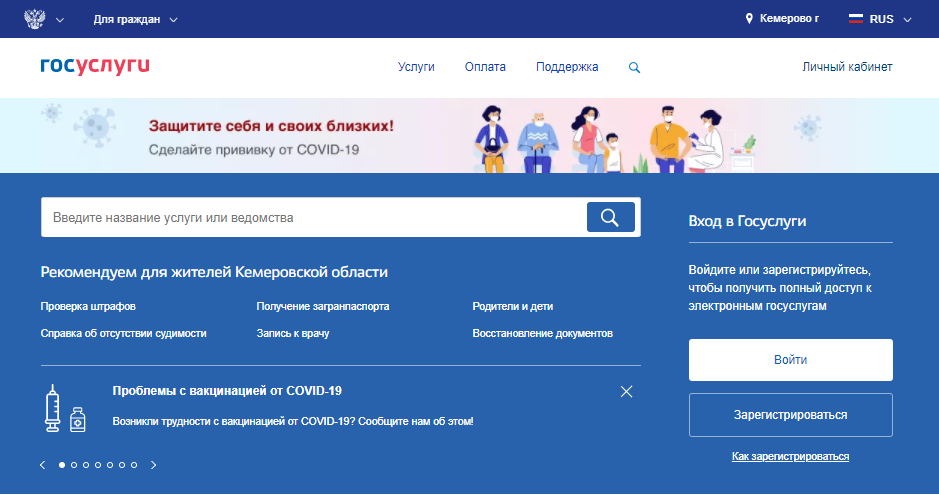 Для граждан
Кемерово г
RUS
госуслуги
Услуги
Оплата
Поддержка
Личный кабинет
Защитите себя и своих близких!
Сделайте прививку от COVID-19
Введите название услуги или ведомства
Рекомендуем для жителей Кемеровской области
Проверка штрафов
Получение загранпаспорта
Родители и дети
Справка об отсутствии судимости
Запись к врачу
Восстановление документов
Проблемы с вакцинацией от COVID-19
Возникли трудности с вакцинацией от COVID-19? Сообщите нам об этом!
Вход в Госуслуги
Войдите или зарегистрируйтесь,
чтобы получить полный доступ к
электронным госуслугам
Войти
Зарегистрироваться
Как зарегистрироваться